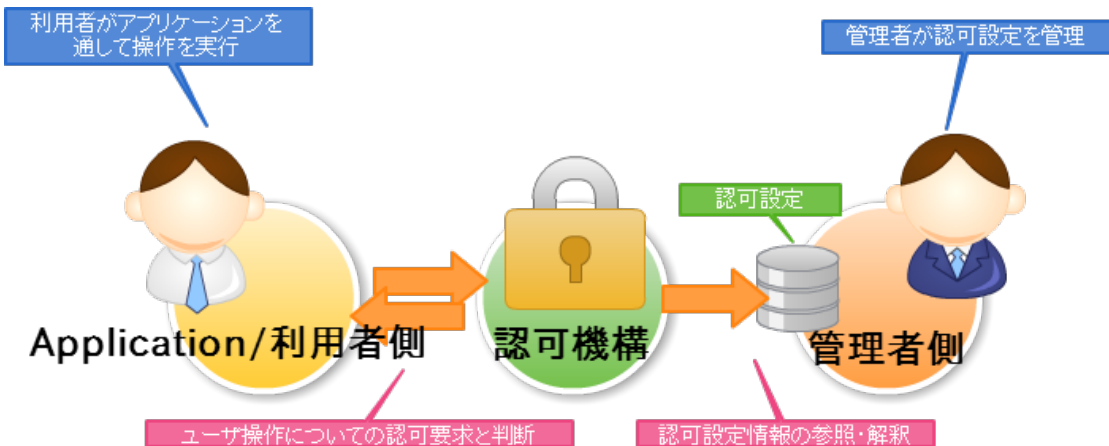 利用者がアプリケーションを
通して操作を実行
管理者が認可設定を管理
認可設定
Application/利用者側
認可機構
管理者側
ユーザ操作についての認可要求と判断
認可設定情報の参照・解釈